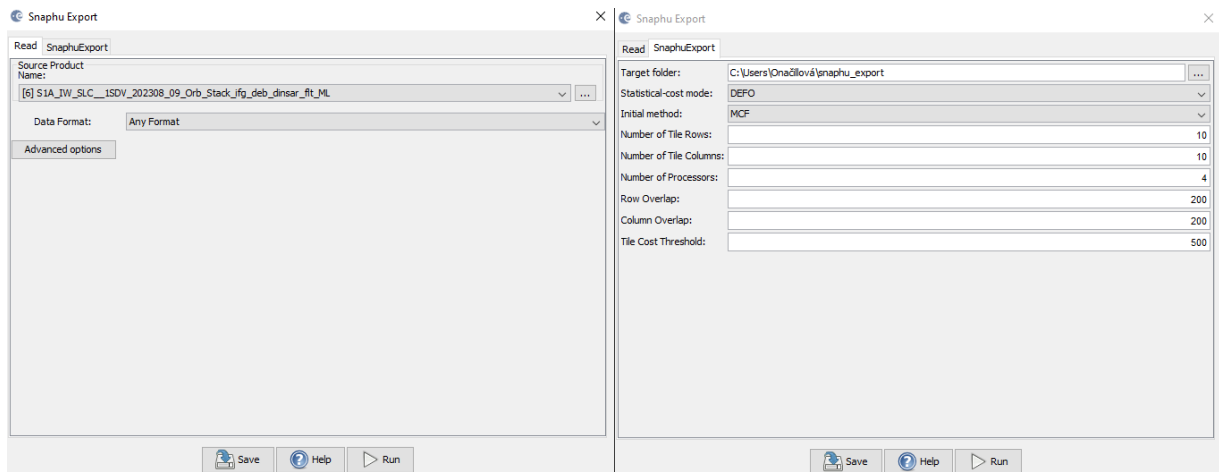 Snaphu Export
Read SnaphuExport
Source Product
Name:
[6] S1A_IW_SLC__1SDV_202308_09_Orb_Stack_ifg_deb_dinsar_flt_ML
...
Data Format: Any Format
Advanced options
Save Help Run
Snaphu Export
Read SnaphuExport
Target folder: C:\Users\Onačillová\snaphu_export ...
Statistical-cost mode: DEFO
Initial method: MCF
Number of Tile Rows: 10
Number of Tile Columns: 10
Number of Processors: 4
Row Overlap: 200
Column Overlap: 200
Tile Cost Threshold: 500
Save Help Run